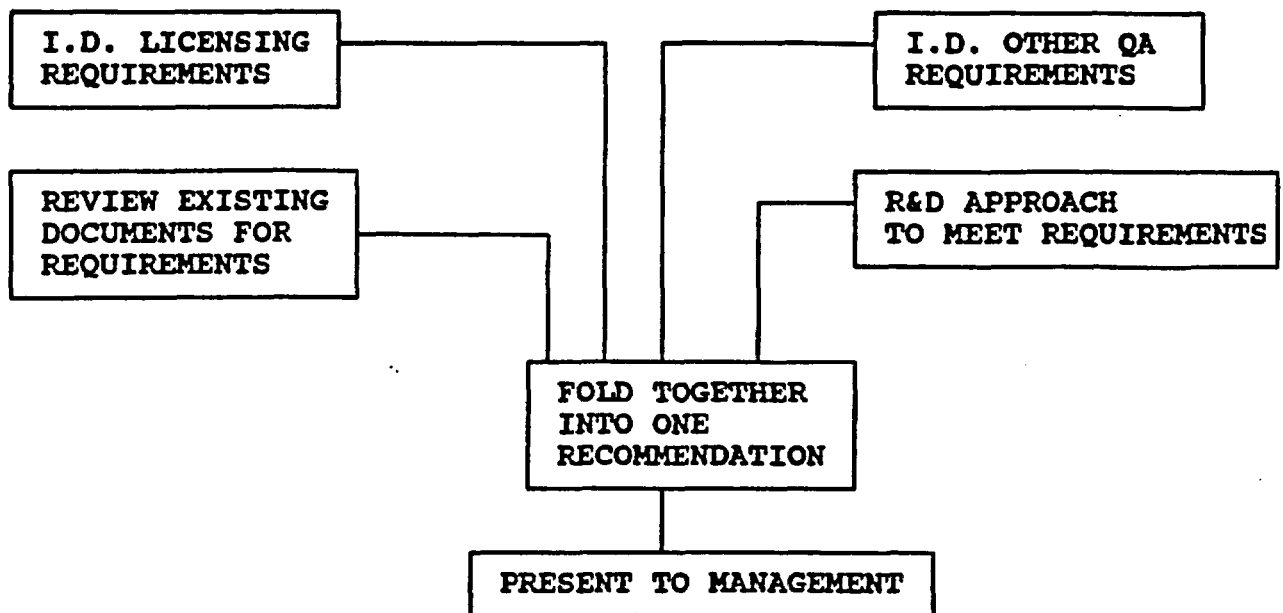 I.D. LICENSING
REQUIREMENTS
I.D. OTHER QA
REQUIREMENTS
REVIEW EXISTING
DOCUMENTS FOR
REQUIREMENTS
R&D APPROACH
TO MEET REQUIREMENTS
FOLD TOGETHER
INTO ONE
RECOMMENDATION
PRESENT TO MANAGEMENT